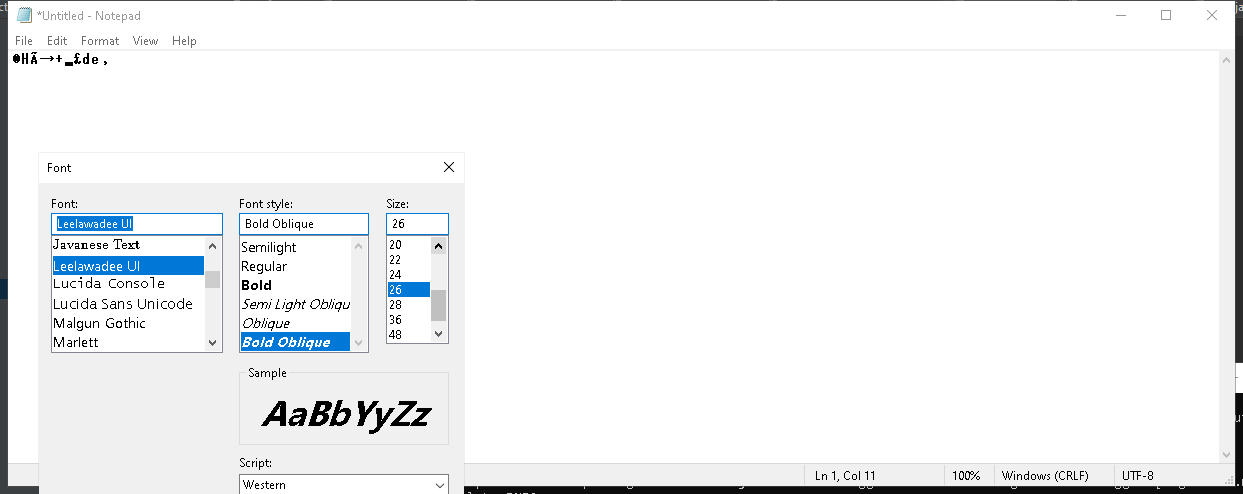 *Untitled - Notepad
File Edit Format View Help
●HÃ→+▂£de,
Font
Font: Font style: Size:
Leelawadee UI Bold Oblique 26
Javanese Text Semilight 20
Leelawadee UI Regular 22
Lucida Console Bold 24
Lucida Sans Unicode Semi Light Obliqu 26
Malgun Gothic Oblique 28
Marlett Bold Oblique 36
48
Sample
AaBbYyZz
Script:
Western
Ln 1, Col 11 100% Windows (CRLF) UTF-8